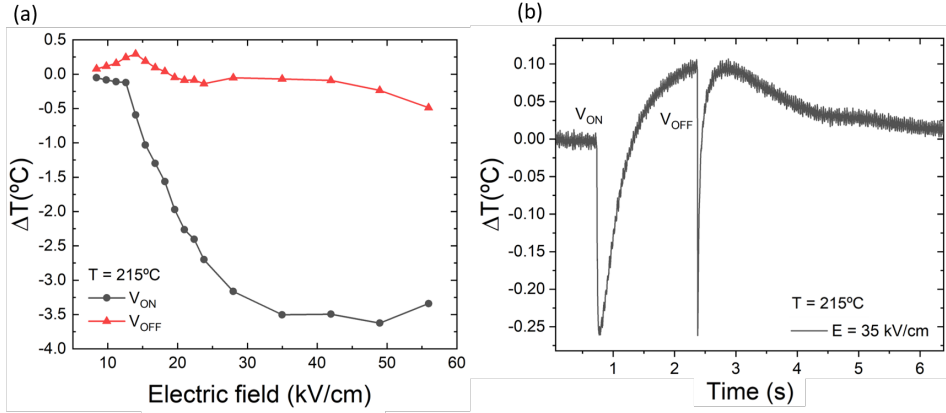 (a)
0.5
0.0
-0.5
-1.0
-1.5
-2.0
-2.5
-3.0
-3.5
-4.0
ΔT(ºC)
T = 215ºC
V_ON
V_OFF
10 20 30 40 50 60
Electric field (kV/cm)
(b)
0.10
0.05
0.00
-0.05
-0.10
-0.15
-0.20
-0.25
ΔT(ºC)
V_ON
V_OFF
T = 215ºC
E = 35 kV/cm
1 2 3 4 5 6
Time (s)